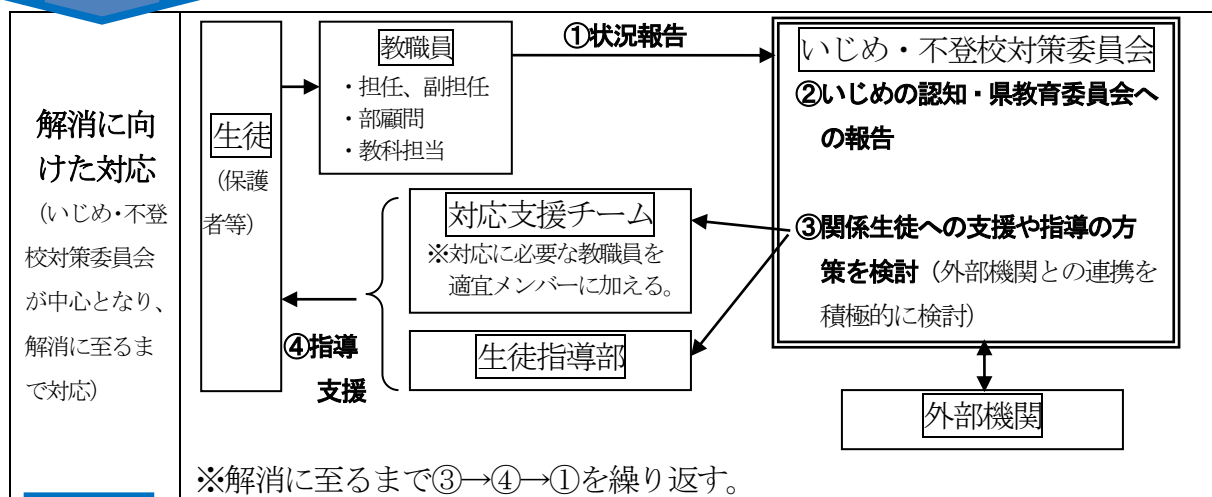 解消に向
けた対応
（いじめ・不登
校対策委員会
が中心となり、
解消に至るま
で対応）
生徒
（保護
者等）
教職員
・担任、副担任
・部顧問
・教科担当
①状況報告
いじめ・不登校対策委員会
②いじめの認知・県教育委員会へ
の報告
③関係生徒への支援や指導の方
策を検討（外部機関との連携を
積極的に検討）
対応支援チーム
※対応に必要な教職員を
適宜メンバーに加える。
生徒指導部
④指導
支援
外部機関
※解消に至るまで③→④→①を繰り返す。